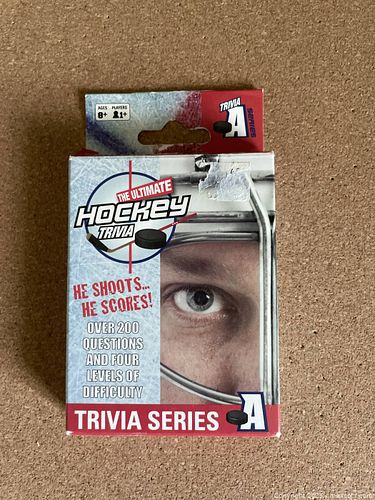 AGES PLAYERS
8+ 1+
TRIVIA
A
SERIES
THE ULTIMATE
HOCKEY
TRIVIA
HE SHOOTS...
HE SCORES!
OVER 200
QUESTIONS
AND FOUR
LEVELS OF
DIFFICULTY
TRIVIA SERIES A